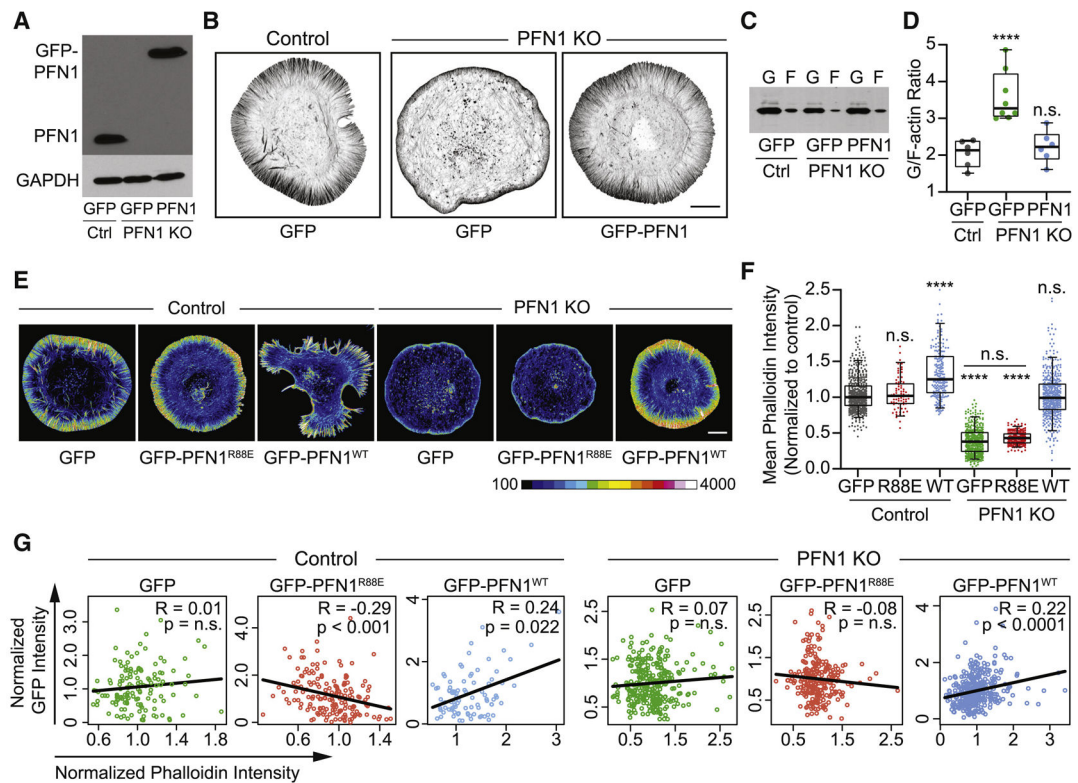 A
GFP-
PFN1
PFN1
GAPDH
GFP GFP PFN1
Ctrl PFN1 KO
B
Control PFN1 KO
GFP GFP GFP-PFN1
C
G F G F G F
GFP GFP PFN1
Ctrl PFN1 KO
D
G/F-actin Ratio
5
4
3
2
1
****
n.s.
GFP GFP PFN1
Ctrl PFN1 KO
E
Control PFN1 KO
GFP GFP-PFN1R88E GFP-PFN1WT GFP GFP-PFN1R88E GFP-PFN1WT
100 4000
F
Mean Phalloidin Intensity
(Normalized to control)
2.5
2.0
1.5
1.0
0.5
0.0
n.s.
****
n.s.
**** ****
n.s.
GFP R88E WT GFP R88E WT
Control PFN1 KO
G
Control PFN1 KO
Normalized
GFP Intensity
Normalized Phalloidin Intensity
GFP
R = 0.01
p = n.s.
3.0
2.0
1.0
0
0.6 1.0 1.4 1.8
GFP-PFN1R88E
R = -0.29
p < 0.001
4.0
2.0
0.0
0.2 0.6 1.0 1.4
GFP-PFN1WT
R = 0.24
p = 0.022
4
2
0
1 2 3
GFP
R = 0.07
p = n.s.
2.5
1.5
0.5
0.5 1.5 2.5
GFP-PFN1R88E
R = -0.08
p = n.s.
2.5
1.5
0.5
0.5 1.5 2.5
GFP-PFN1WT
R = 0.22
p < 0.0001
4
2
0
0 1 2 3